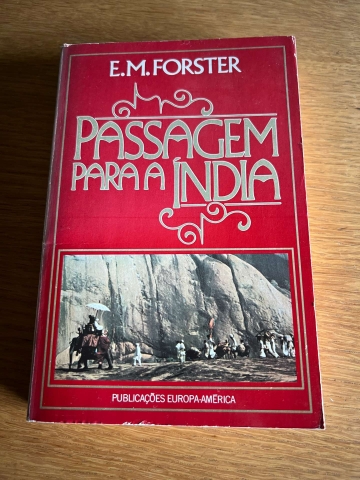 E.M.FORSTER
PASSAGEM
PARA A ÍNDIA
PUBLICAÇÕES EUROPA-AMÉRICA